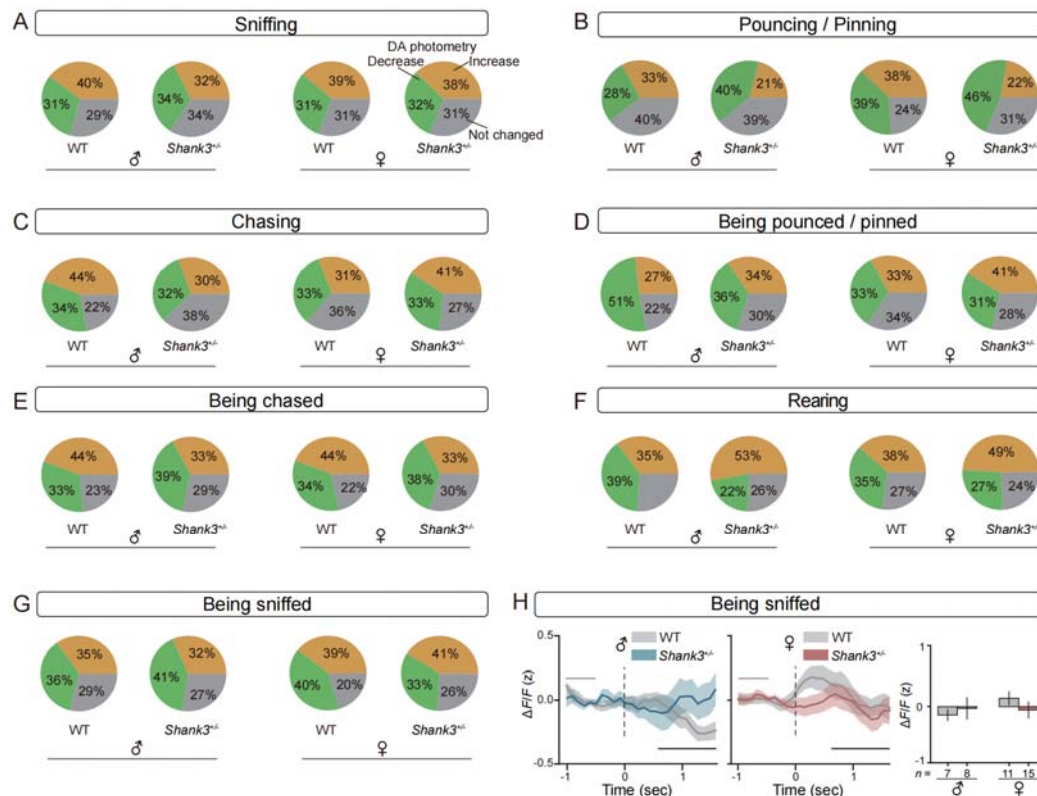 A Sniffing
DA photometry
Decrease Increase
40% 31% 29%
32% 34% 34%
39% 31% 31%
38% 32% 31%
Not changed
WT Shank3+/- WT Shank3+/-
♂ ♀
B Pouncing / Pinning
33% 28% 40%
21% 40% 39%
38% 39% 24%
22% 46% 31%
WT Shank3+/- WT Shank3+/-
♂ ♀
C Chasing
44% 34% 22%
30% 32% 38%
31% 33% 36%
41% 33% 27%
WT Shank3+/- WT Shank3+/-
♂ ♀
D Being pounced / pinned
27% 51% 22%
34% 36% 30%
33% 33% 34%
41% 31% 28%
WT Shank3+/- WT Shank3+/-
♂ ♀
E Being chased
44% 33% 23%
33% 39% 29%
44% 34% 22%
33% 38% 30%
WT Shank3+/- WT Shank3+/-
♂ ♀
F Rearing
35% 39%
53% 22% 26%
38% 35% 27%
49% 27% 24%
WT Shank3+/- WT Shank3+/-
♂ ♀
G Being sniffed
35% 36% 29%
32% 41% 27%
39% 40% 20%
41% 33% 26%
WT Shank3+/- WT Shank3+/-
♂ ♀
H Being sniffed
♂ WT
Shank3+/-
♀ WT
Shank3+/-
ΔF/F (z)
0.5
0.0
-0.5
-1 0 1
Time (sec)
-1 0 1
Time (sec)
ΔF/F (z)
1
0
-1
n = 7 8 11 15
♂ ♀